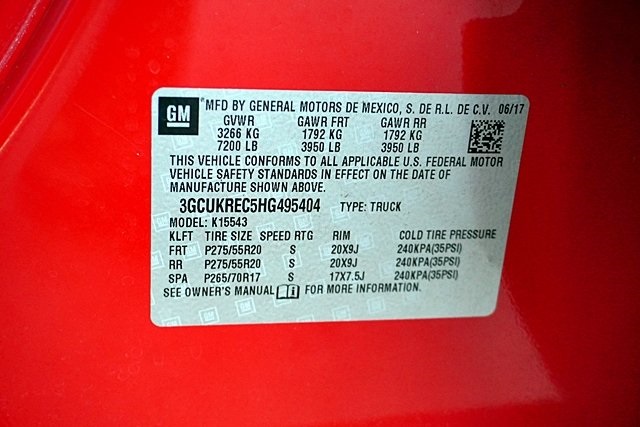 GM
MFD BY GENERAL MOTORS DE MEXICO, S. DE R.L. DE C.V. 06/17
GVWR GAWR FRT GAWR RR
3266 KG 1792 KG 1792 KG
7200 LB 3950 LB 3950 LB
THIS VEHICLE CONFORMS TO ALL APPLICABLE U.S. FEDERAL MOTOR
VEHICLE SAFETY STANDARDS IN EFFECT ON THE DATE OF
MANUFACTURE SHOWN ABOVE.
3GCUKREC5HG495404 TYPE: TRUCK
MODEL: K15543
KLFT TIRE SIZE SPEED RTG RIM COLD TIRE PRESSURE
FRT P275/55R20 S 20X9J 240KPA(35PSI)
RR P275/55R20 S 20X9J 240KPA(35PSI)
SPA P265/70R17 S 17X7.5J 240KPA(35PSI)
SEE OWNER'S MANUAL FOR MORE INFORMATION.